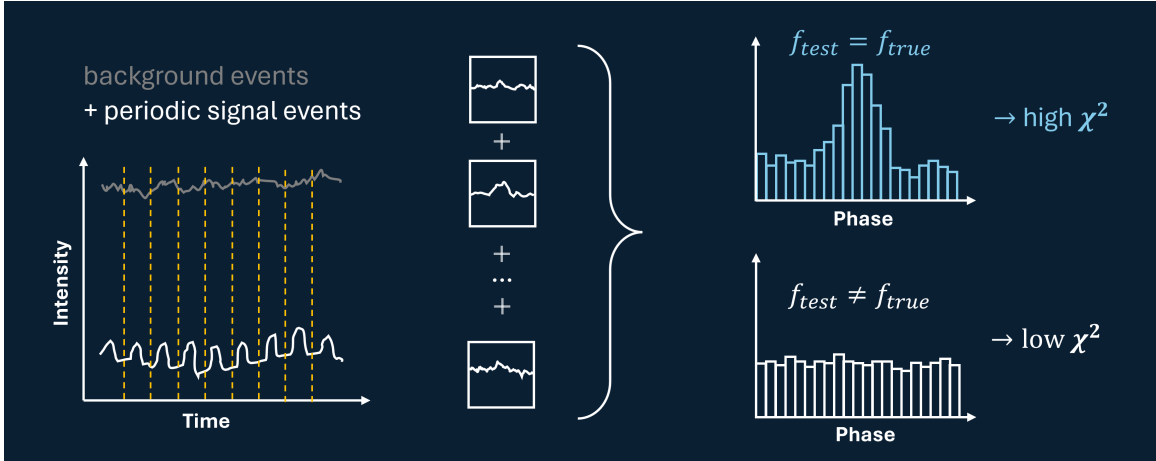 background events
+ periodic signal events
Intensity
Time
+
+
...
+
f_test = f_true
→ high χ²
Phase
f_test ≠ f_true
→ low χ²
Phase